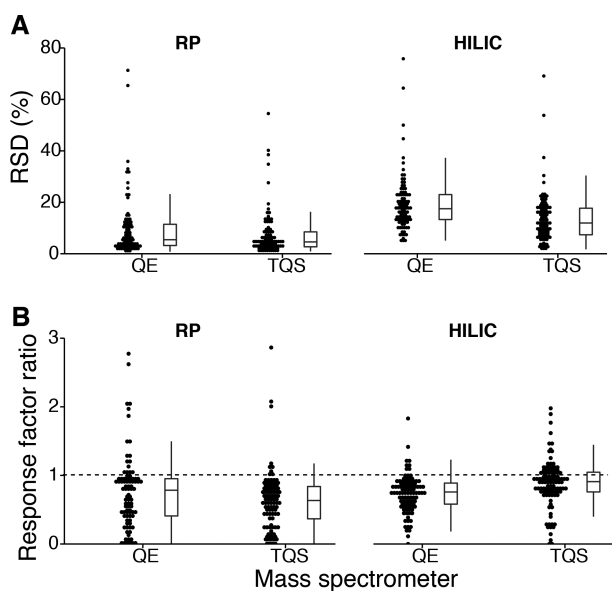 A
RP
HILIC
RSD (%)
80
60
40
20
0
QE
TQS
QE
TQS
B
RP
HILIC
Response factor ratio
3
2
1
0
QE
TQS
QE
TQS
Mass spectrometer